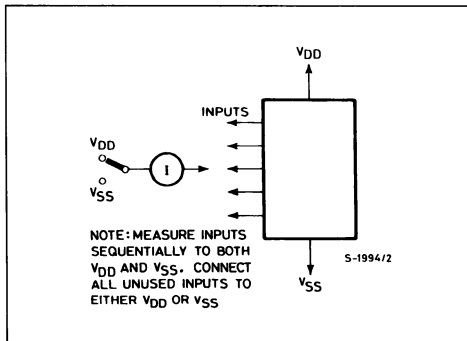 VDD
INPUTS
VDD
I
VSS
NOTE: MEASURE INPUTS
SEQUENTIALLY TO BOTH
VDD AND VSS. CONNECT
ALL UNUSED INPUTS TO
EITHER VDD OR VSS
S-1994/2
VSS